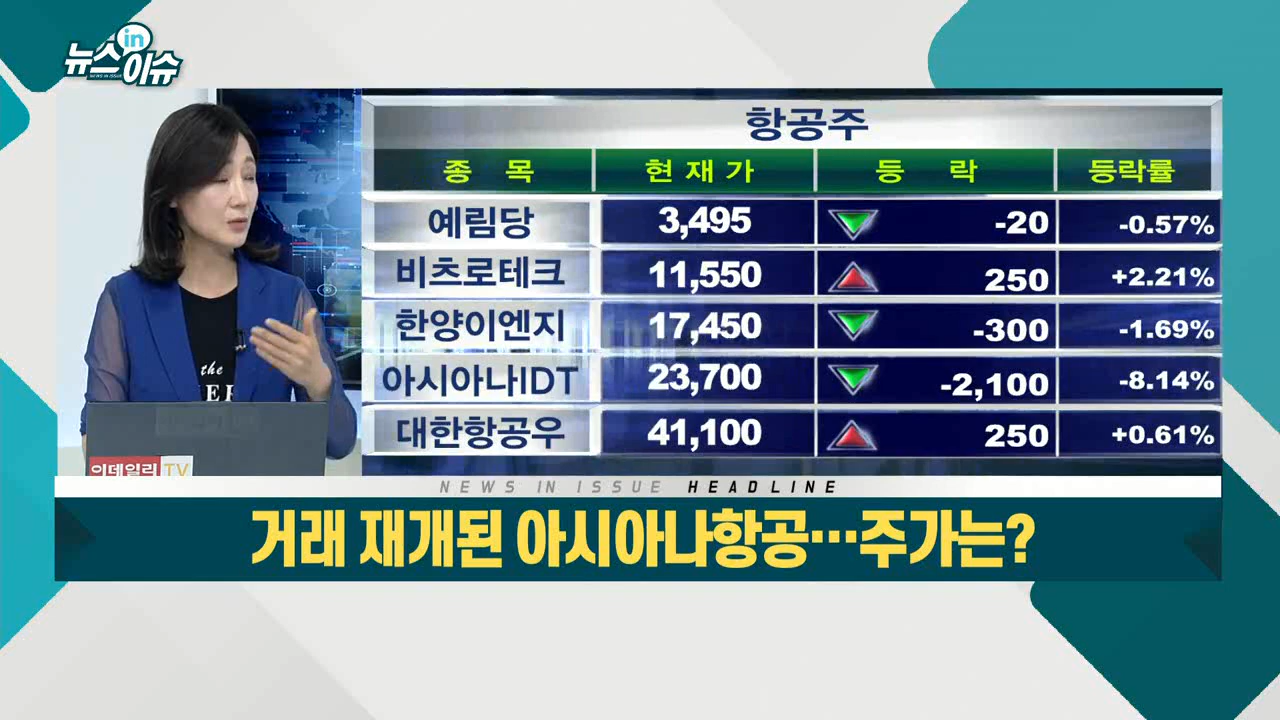 뉴스in이슈
NEWS IN ISSUE
항공주
종 목 현 재 가 등 락 등락률
예림당 3,495 ▼ -20 -0.57%
비츠로테크 11,550 ▲ 250 +2.21%
한양이엔지 17,450 ▼ -300 -1.69%
아시아나IDT 23,700 ▼ -2,100 -8.14%
대한항공우 41,100 ▲ 250 +0.61%
the
이데일리TV
NEWS IN ISSUE HEADLINE
거래 재개된 아시아나항공…주가는?